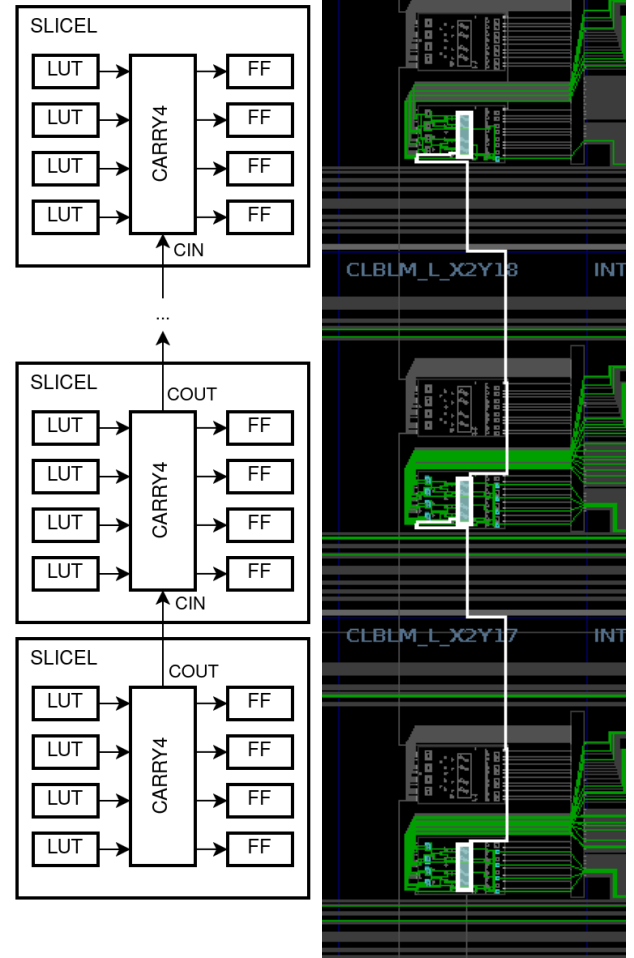 SLICEL
LUT
FF
LUT
FF
LUT
FF
LUT
FF
CARRY4
CIN
...
SLICEL
COUT
LUT
FF
LUT
FF
LUT
FF
LUT
FF
CARRY4
CIN
SLICEL
COUT
LUT
FF
LUT
FF
LUT
FF
LUT
FF
CARRY4
CLBLM_L_X2Y18
INT
CLBLM_L_X2Y17
INT